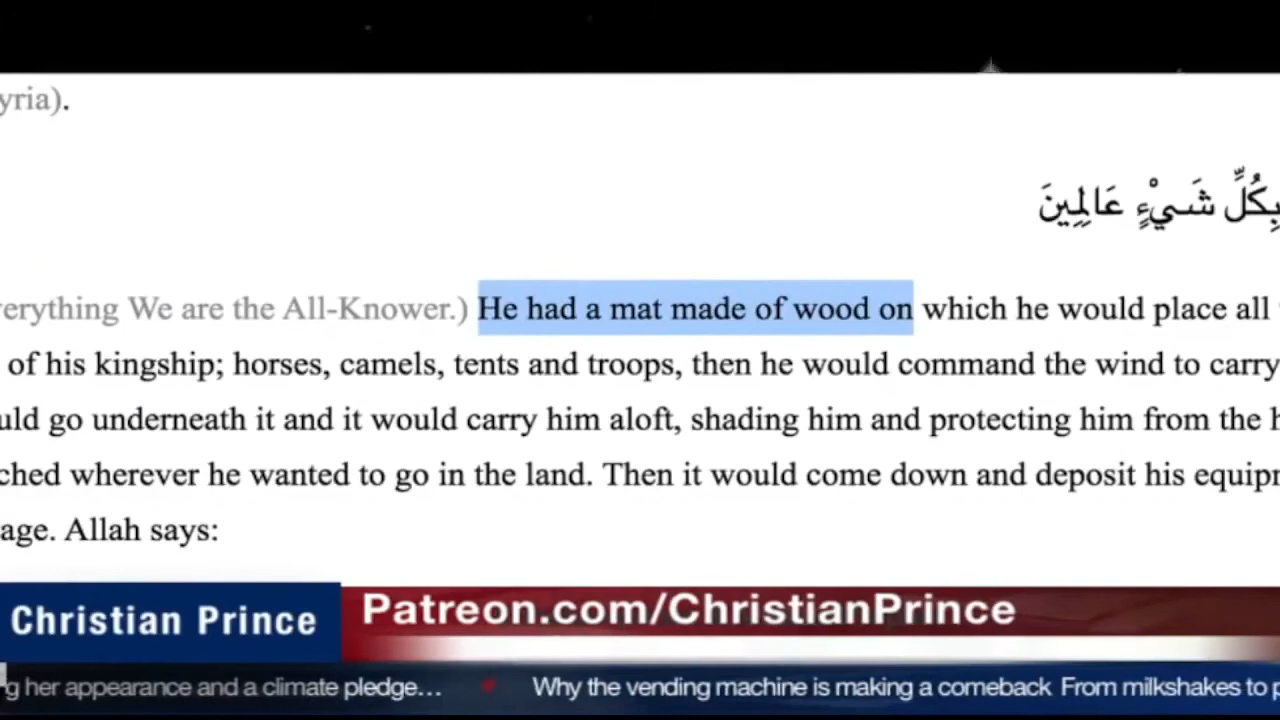 yria).
بِكُلِّ شَيْءٍ عَالِمِينَ
verything We are the All-Knower.) He had a mat made of wood on which he would place all
of his kingship; horses, camels, tents and troops, then he would command the wind to carry
uld go underneath it and it would carry him aloft, shading him and protecting him from the h
ched wherever he wanted to go in the land. Then it would come down and deposit his equipm
age. Allah says:
Christian Prince
Patreon.com/ChristianPrince
g her appearance and a climate pledge... Why the vending machine is making a comeback From milkshakes to p